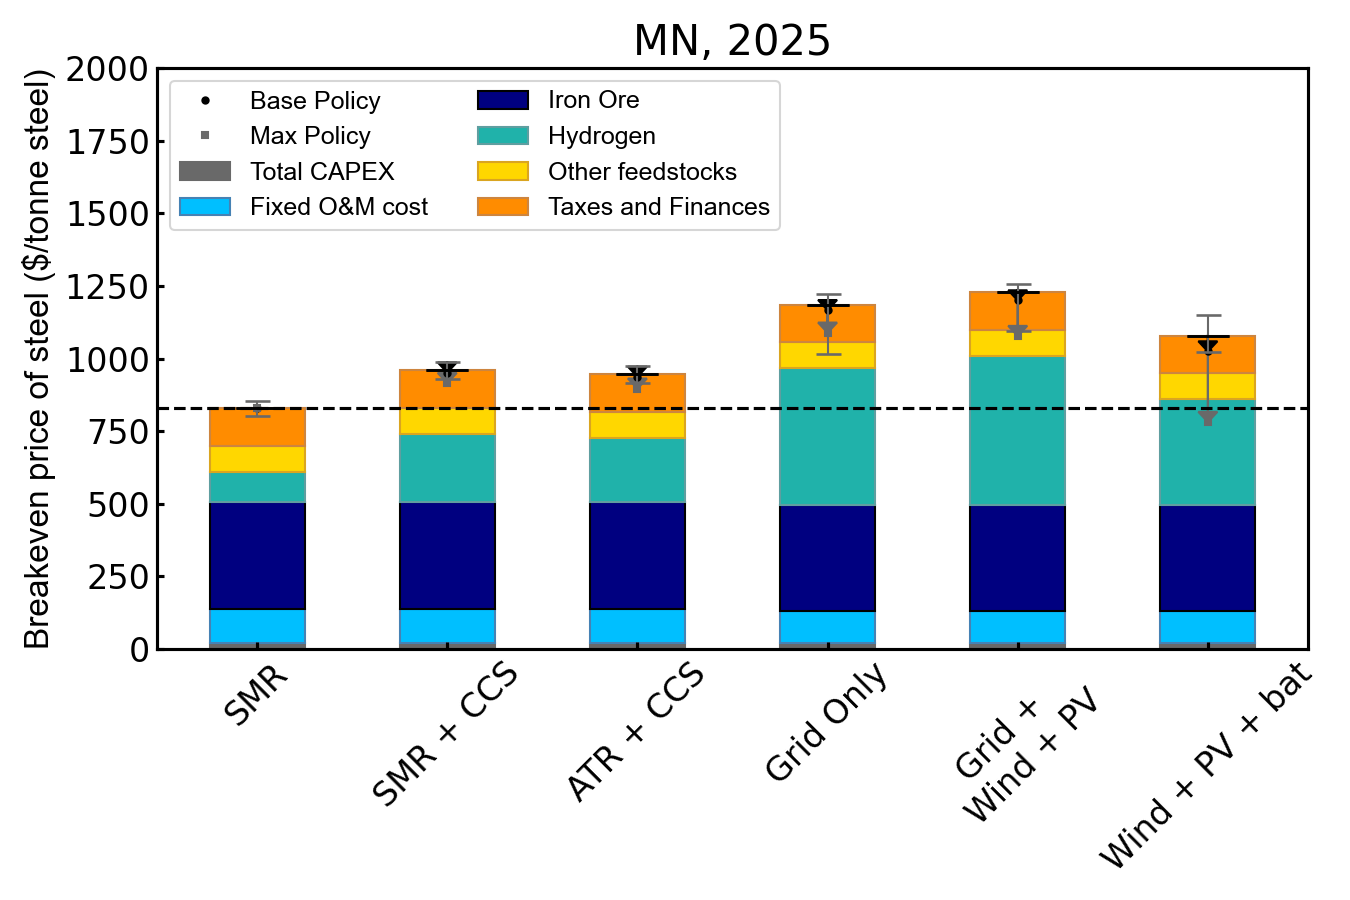 MN, 2025
Breakeven price of steel ($/tonne steel)
2000
1750
1500
1250
1000
750
500
250
0
Base Policy
Max Policy
Total CAPEX
Fixed O&M cost
Iron Ore
Hydrogen
Other feedstocks
Taxes and Finances
SMR
SMR + CCS
ATR + CCS
Grid Only
Grid +
Wind + PV
Wind + PV + bat